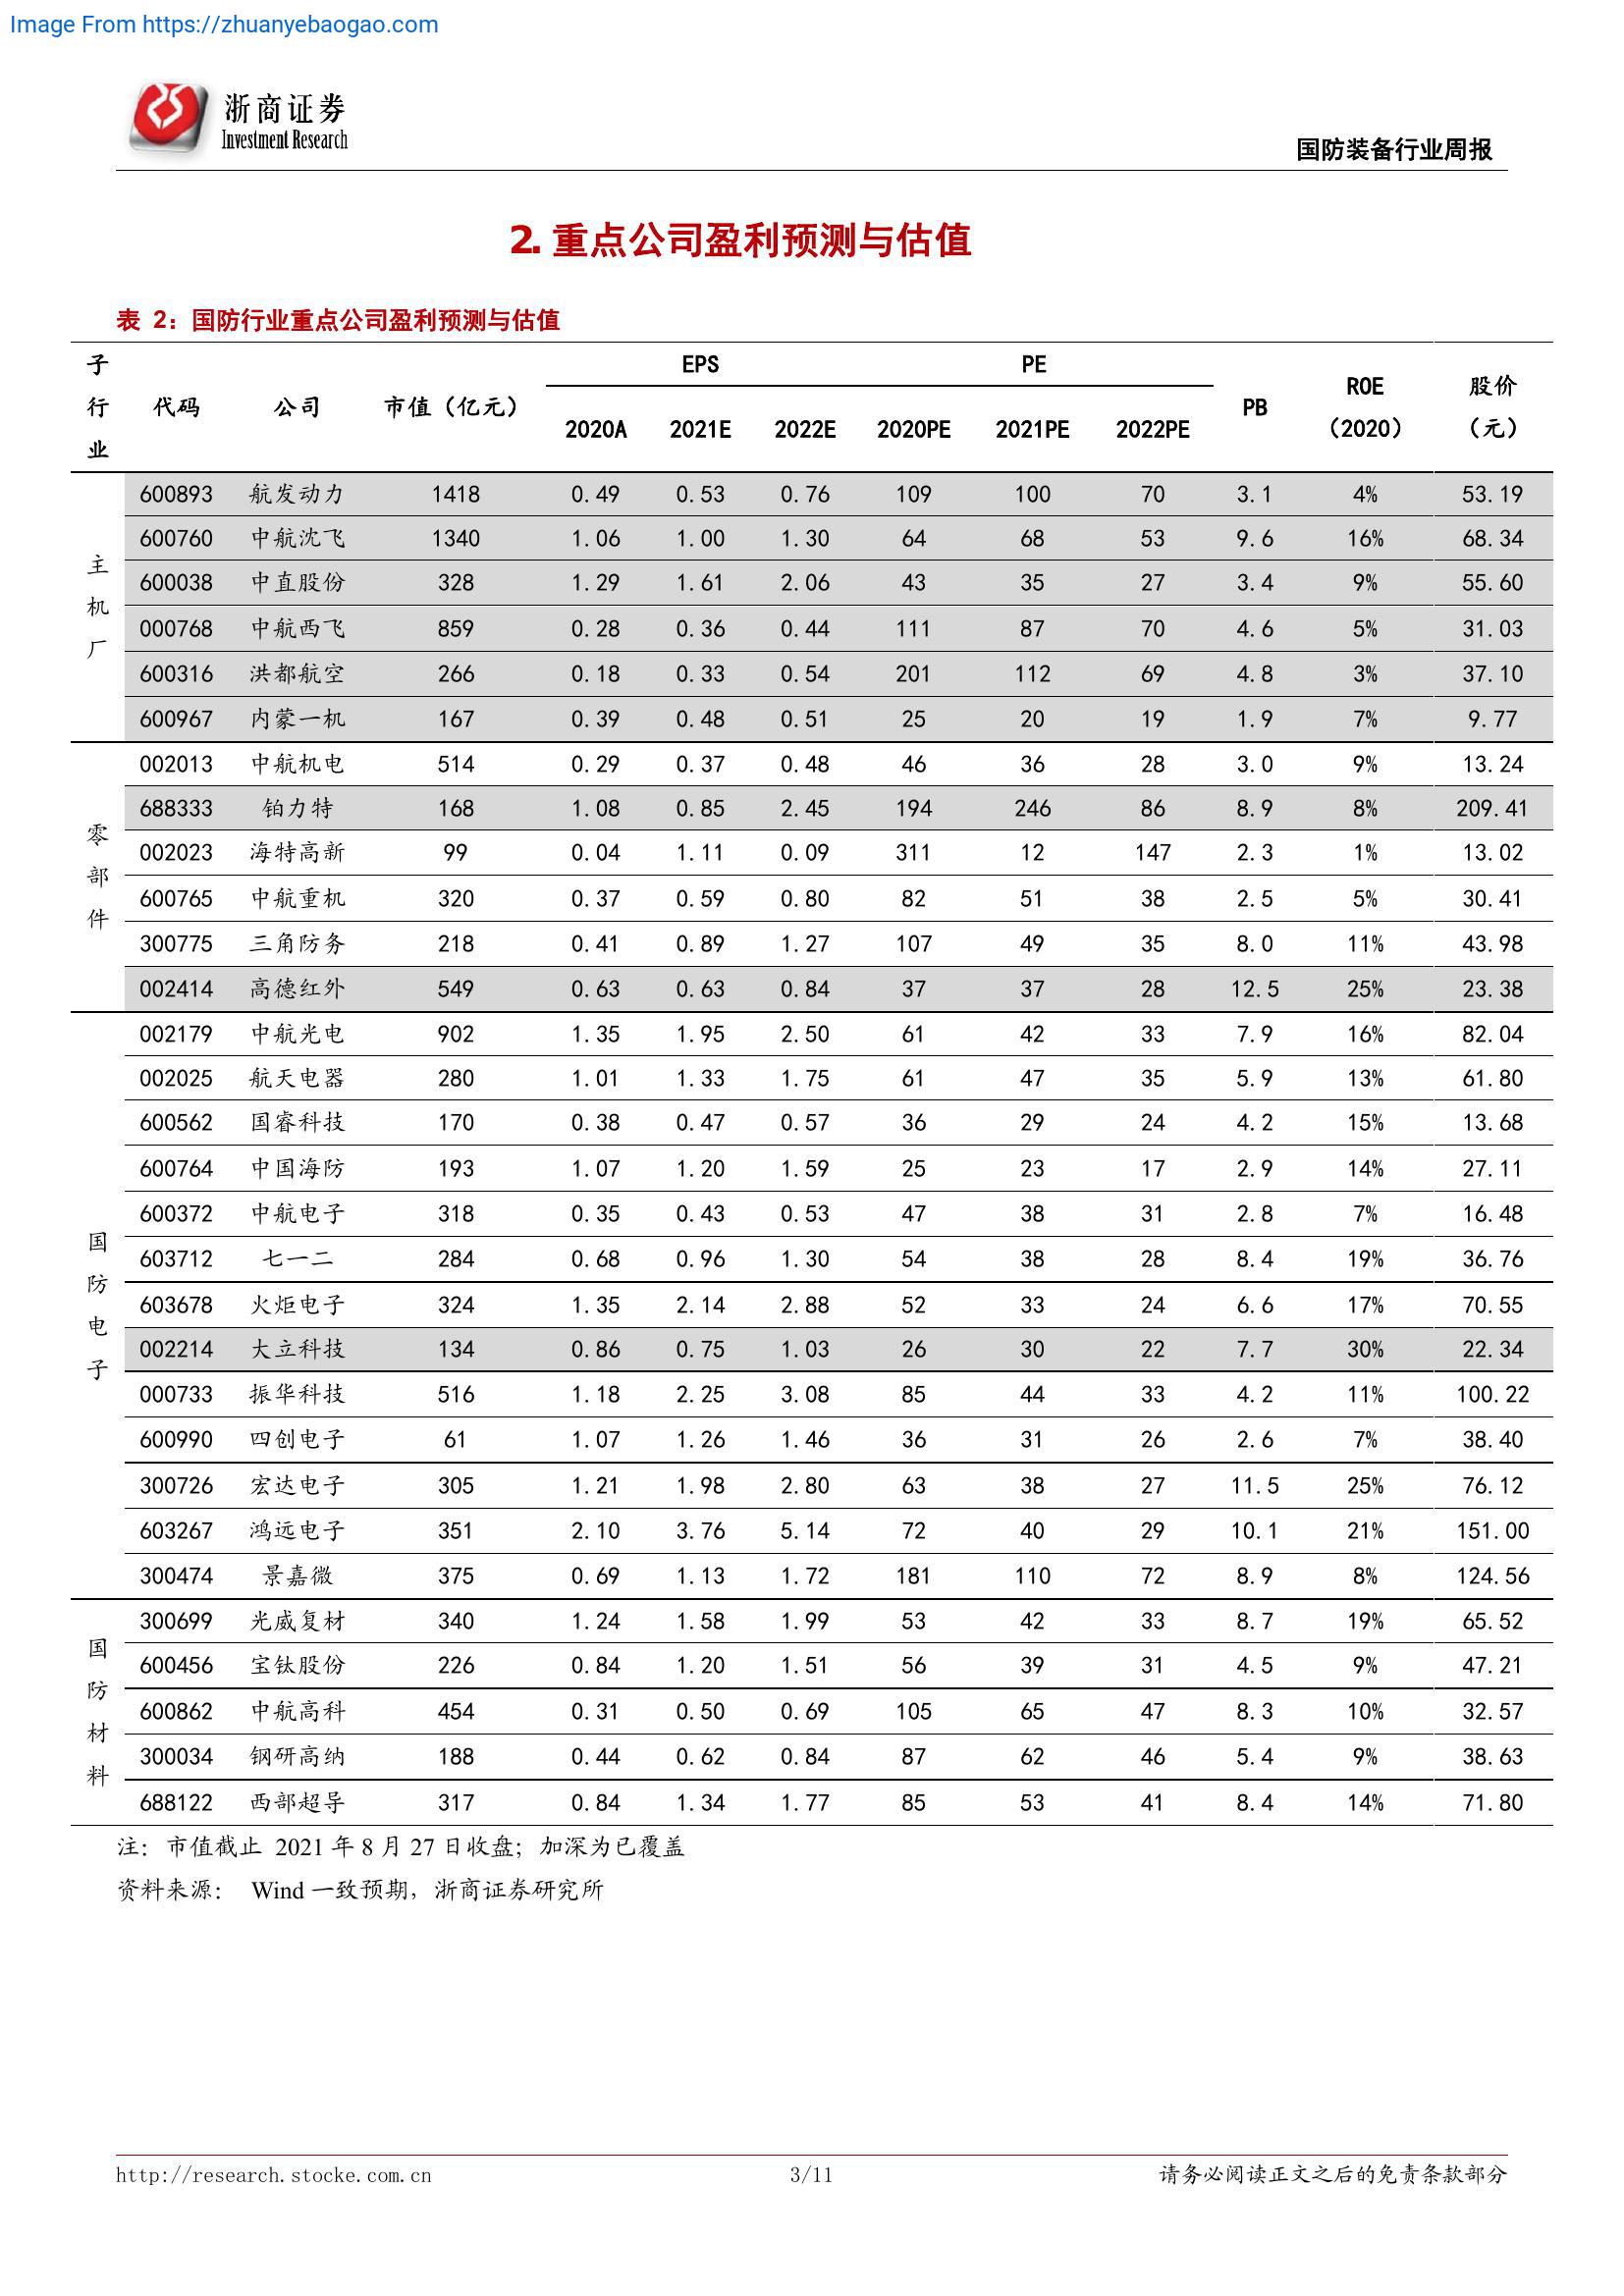 Image From https://zhuanyebaogao.com
浙商证券
Investment Research
国防装备行业周报
2. 重点公司盈利预测与估值
表 2：国防行业重点公司盈利预测与估值
子行业 代码 公司 市值（亿元） EPS PE PB ROE（2020） 股价（元）
2020A 2021E 2022E 2020PE 2021PE 2022PE
主机厂
600893 航发动力 1418 0.49 0.53 0.76 109 100 70 3.1 4% 53.19
600760 中航沈飞 1340 1.06 1.00 1.30 64 68 53 9.6 16% 68.34
600038 中直股份 328 1.29 1.61 2.06 43 35 27 3.4 9% 55.60
000768 中航西飞 859 0.28 0.36 0.44 111 87 70 4.6 5% 31.03
600316 洪都航空 266 0.18 0.33 0.54 201 112 69 4.8 3% 37.10
600967 内蒙一机 167 0.39 0.48 0.51 25 20 19 1.9 7% 9.77
零部件
002013 中航机电 514 0.29 0.37 0.48 46 36 28 3.0 9% 13.24
688333 铂力特 168 1.08 0.85 2.45 194 246 86 8.9 8% 209.41
002023 海特高新 99 0.04 1.11 0.09 311 12 147 2.3 1% 13.02
600765 中航重机 320 0.37 0.59 0.80 82 51 38 2.5 5% 30.41
300775 三角防务 218 0.41 0.89 1.27 107 49 35 8.0 11% 43.98
002414 高德红外 549 0.63 0.63 0.84 37 37 28 12.5 25% 23.38
国防电子
002179 中航光电 902 1.35 1.95 2.50 61 42 33 7.9 16% 82.04
002025 航天电器 280 1.01 1.33 1.75 61 47 35 5.9 13% 61.80
600562 国睿科技 170 0.38 0.47 0.57 36 29 24 4.2 15% 13.68
600764 中国海防 193 1.07 1.20 1.59 25 23 17 2.9 14% 27.11
600372 中航电子 318 0.35 0.43 0.53 47 38 31 2.8 7% 16.48
603712 七一二 284 0.68 0.96 1.30 54 38 28 8.4 19% 36.76
603678 火炬电子 324 1.35 2.14 2.88 52 33 24 6.6 17% 70.55
002214 大立科技 134 0.86 0.75 1.03 26 30 22 7.7 30% 22.34
000733 振华科技 516 1.18 2.25 3.08 85 44 33 4.2 11% 100.22
600990 四创电子 61 1.07 1.26 1.46 36 31 26 2.6 7% 38.40
300726 宏达电子 305 1.21 1.98 2.80 63 38 27 11.5 25% 76.12
603267 鸿远电子 351 2.10 3.76 5.14 72 40 29 10.1 21% 151.00
300474 景嘉微 375 0.69 1.13 1.72 181 110 72 8.9 8% 124.56
国防材料
300699 光威复材 340 1.24 1.58 1.99 53 42 33 8.7 19% 65.52
600456 宝钛股份 226 0.84 1.20 1.51 56 39 31 4.5 9% 47.21
600862 中航高科 454 0.31 0.50 0.69 105 65 47 8.3 10% 32.57
300034 钢研高纳 188 0.44 0.62 0.84 87 62 46 5.4 9% 38.63
688122 西部超导 317 0.84 1.34 1.77 85 53 41 8.4 14% 71.80
注：市值截止 2021 年 8 月 27 日收盘；加深为已覆盖
资料来源： Wind 一致预期，浙商证券研究所
http://research.stocke.com.cn 3/11 请务必阅读正文之后的免责条款部分